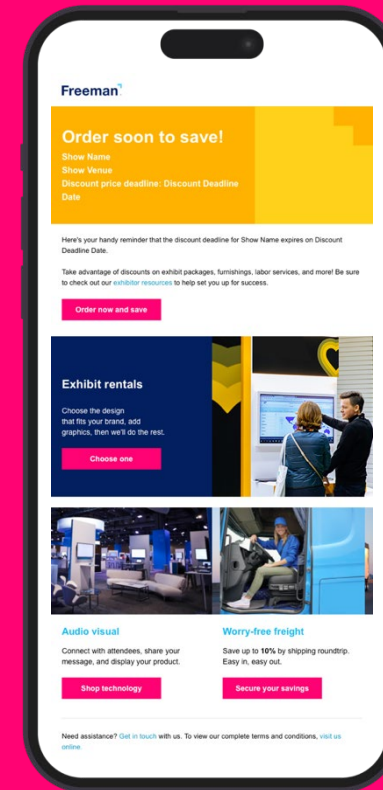 Freeman
Order soon to save!
Show Name
Show Venue
Discount price deadline: Discount Deadline
Date
Here's your handy reminder that the discount deadline for Show Name expires on Discount
Deadline Date.
Take advantage of discounts on exhibit packages, furnishings, labor services, and more! Be sure
to check out our exhibitor resources to help set you up for success.
Order now and save
Exhibit rentals
Choose the design
that fits your brand, add
graphics, then we'll do the rest.
Choose one
Audio visual
Connect with attendees, share your
message, and display your product.
Shop technology
Worry-free freight
Save up to 10% by shipping roundtrip.
Easy in, easy out.
Secure your savings
Need assistance? Get in touch with us. To view our complete terms and conditions, visit us
online.